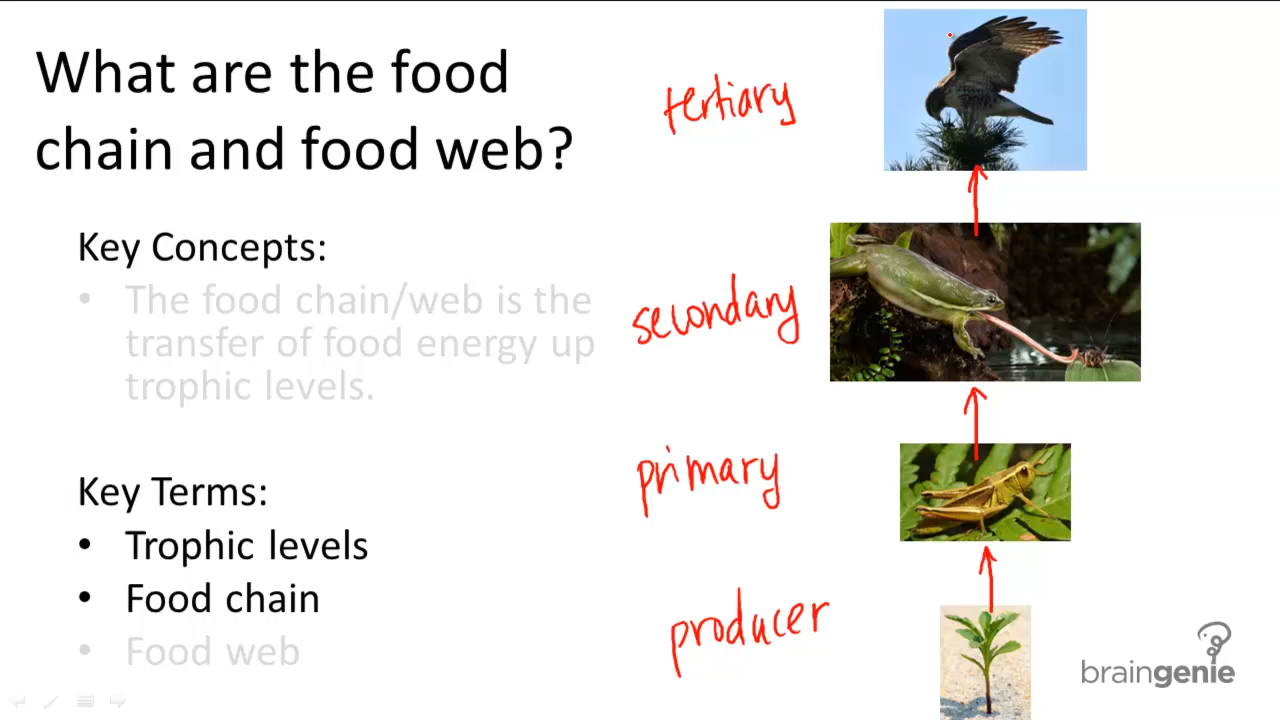 What are the food
chain and food web?
Key Concepts:
• The food chain/web is the
transfer of food energy up
trophic levels.
Key Terms:
• Trophic levels
• Food chain
• Food web
tertiary
secondary
primary
producer
braingenie